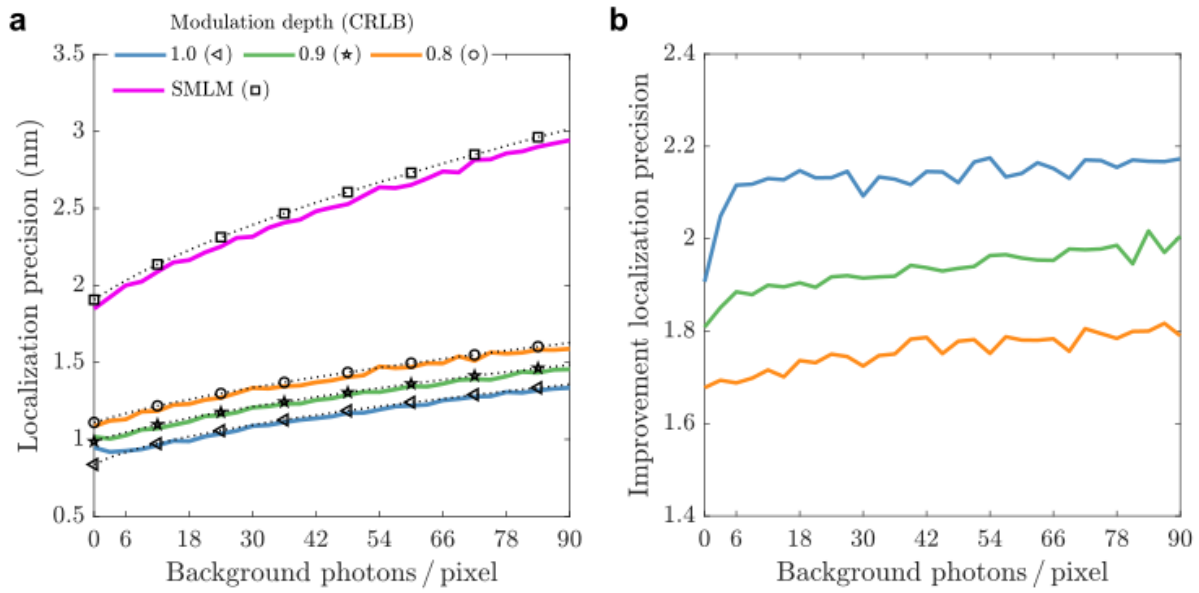 a
Modulation depth (CRLB)
1.0 (◁) 0.9 (☆) 0.8 (○)
SMLM (□)
Localization precision (nm)
3.5
3
2.5
2
1.5
1
0.5
0 6 18 30 42 54 66 78 90
Background photons / pixel
b
Improvement localization precision
2.4
2.2
2
1.8
1.6
1.4
0 6 18 30 42 54 66 78 90
Background photons / pixel